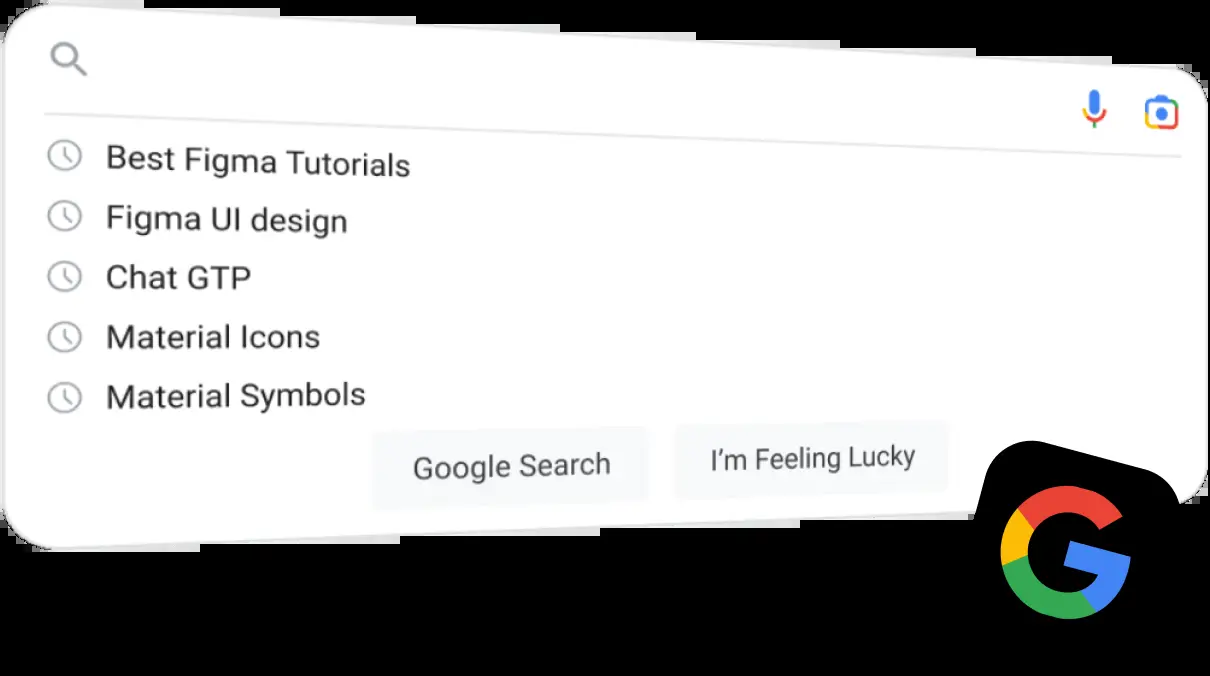 Best Figma Tutorials
Figma UI design
Chat GTP
Material Icons
Material Symbols
Google Search
I’m Feeling Lucky